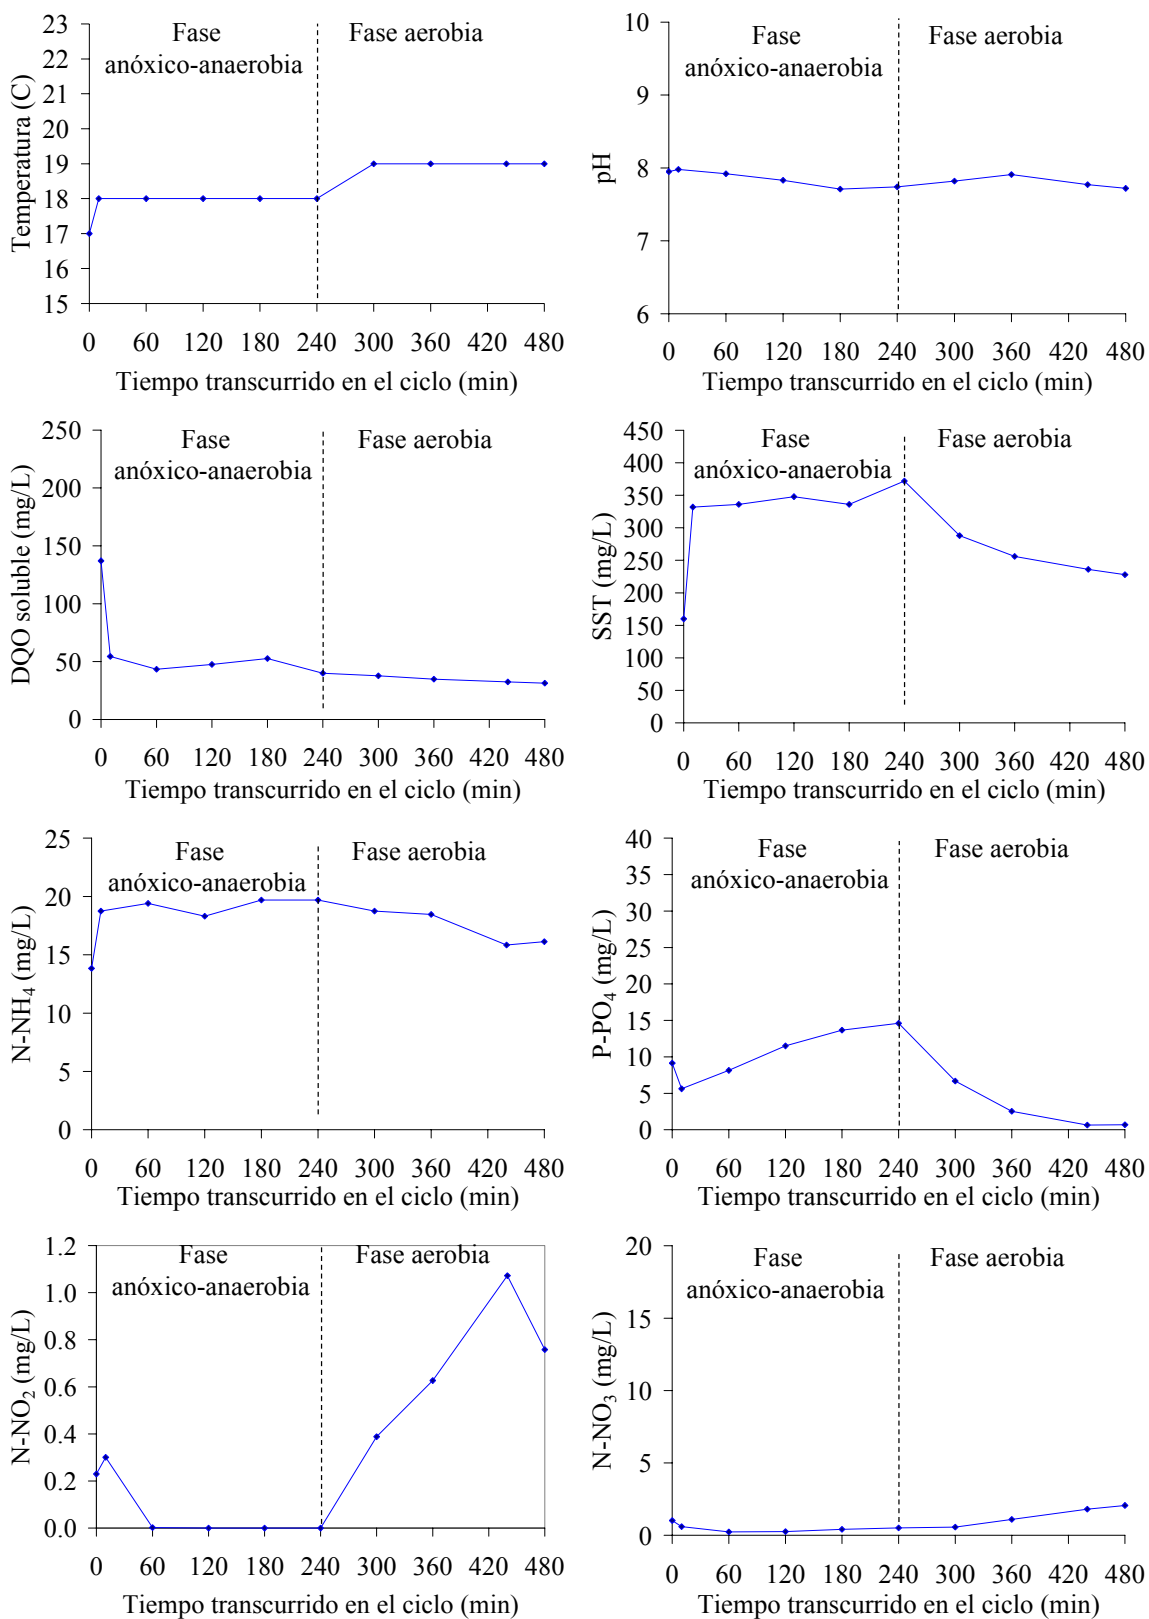 Temperatura (C)
23
22
21
20
19
18
17
16
15
Fase
anóxico-anaerobia
Fase aerobia
0 60 120 180 240 300 360 420 480
Tiempo transcurrido en el ciclo (min)
pH
10
9
8
7
6
Fase
anóxico-anaerobia
Fase aerobia
0 60 120 180 240 300 360 420 480
Tiempo transcurrido en el ciclo (min)
DQO soluble (mg/L)
250
200
150
100
50
0
Fase
anóxico-anaerobia
Fase aerobia
0 60 120 180 240 300 360 420 480
Tiempo transcurrido en el ciclo (min)
SST (mg/L)
450
400
350
300
250
200
150
100
50
0
Fase
anóxico-anaerobia
Fase aerobia
0 60 120 180 240 300 360 420 480
Tiempo transcurrido en el ciclo (min)
N-NH4 (mg/L)
25
20
15
10
5
0
Fase
anóxico-anaerobia
Fase aerobia
0 60 120 180 240 300 360 420 480
Tiempo transcurrido en el ciclo (min)
P-PO4 (mg/L)
40
35
30
25
20
15
10
5
0
Fase
anóxico-anaerobia
Fase aerobia
0 60 120 180 240 300 360 420 480
Tiempo transcurrido en el ciclo (min)
N-NO2 (mg/L)
1.2
1.0
0.8
0.6
0.4
0.2
0.0
Fase
anóxico-anaerobia
Fase aerobia
0 60 120 180 240 300 360 420 480
Tiempo transcurrido en el ciclo (min)
N-NO3 (mg/L)
20
15
10
5
0
Fase
anóxico-anaerobia
Fase aerobia
0 60 120 180 240 300 360 420 480
Tiempo transcurrido en el ciclo (min)